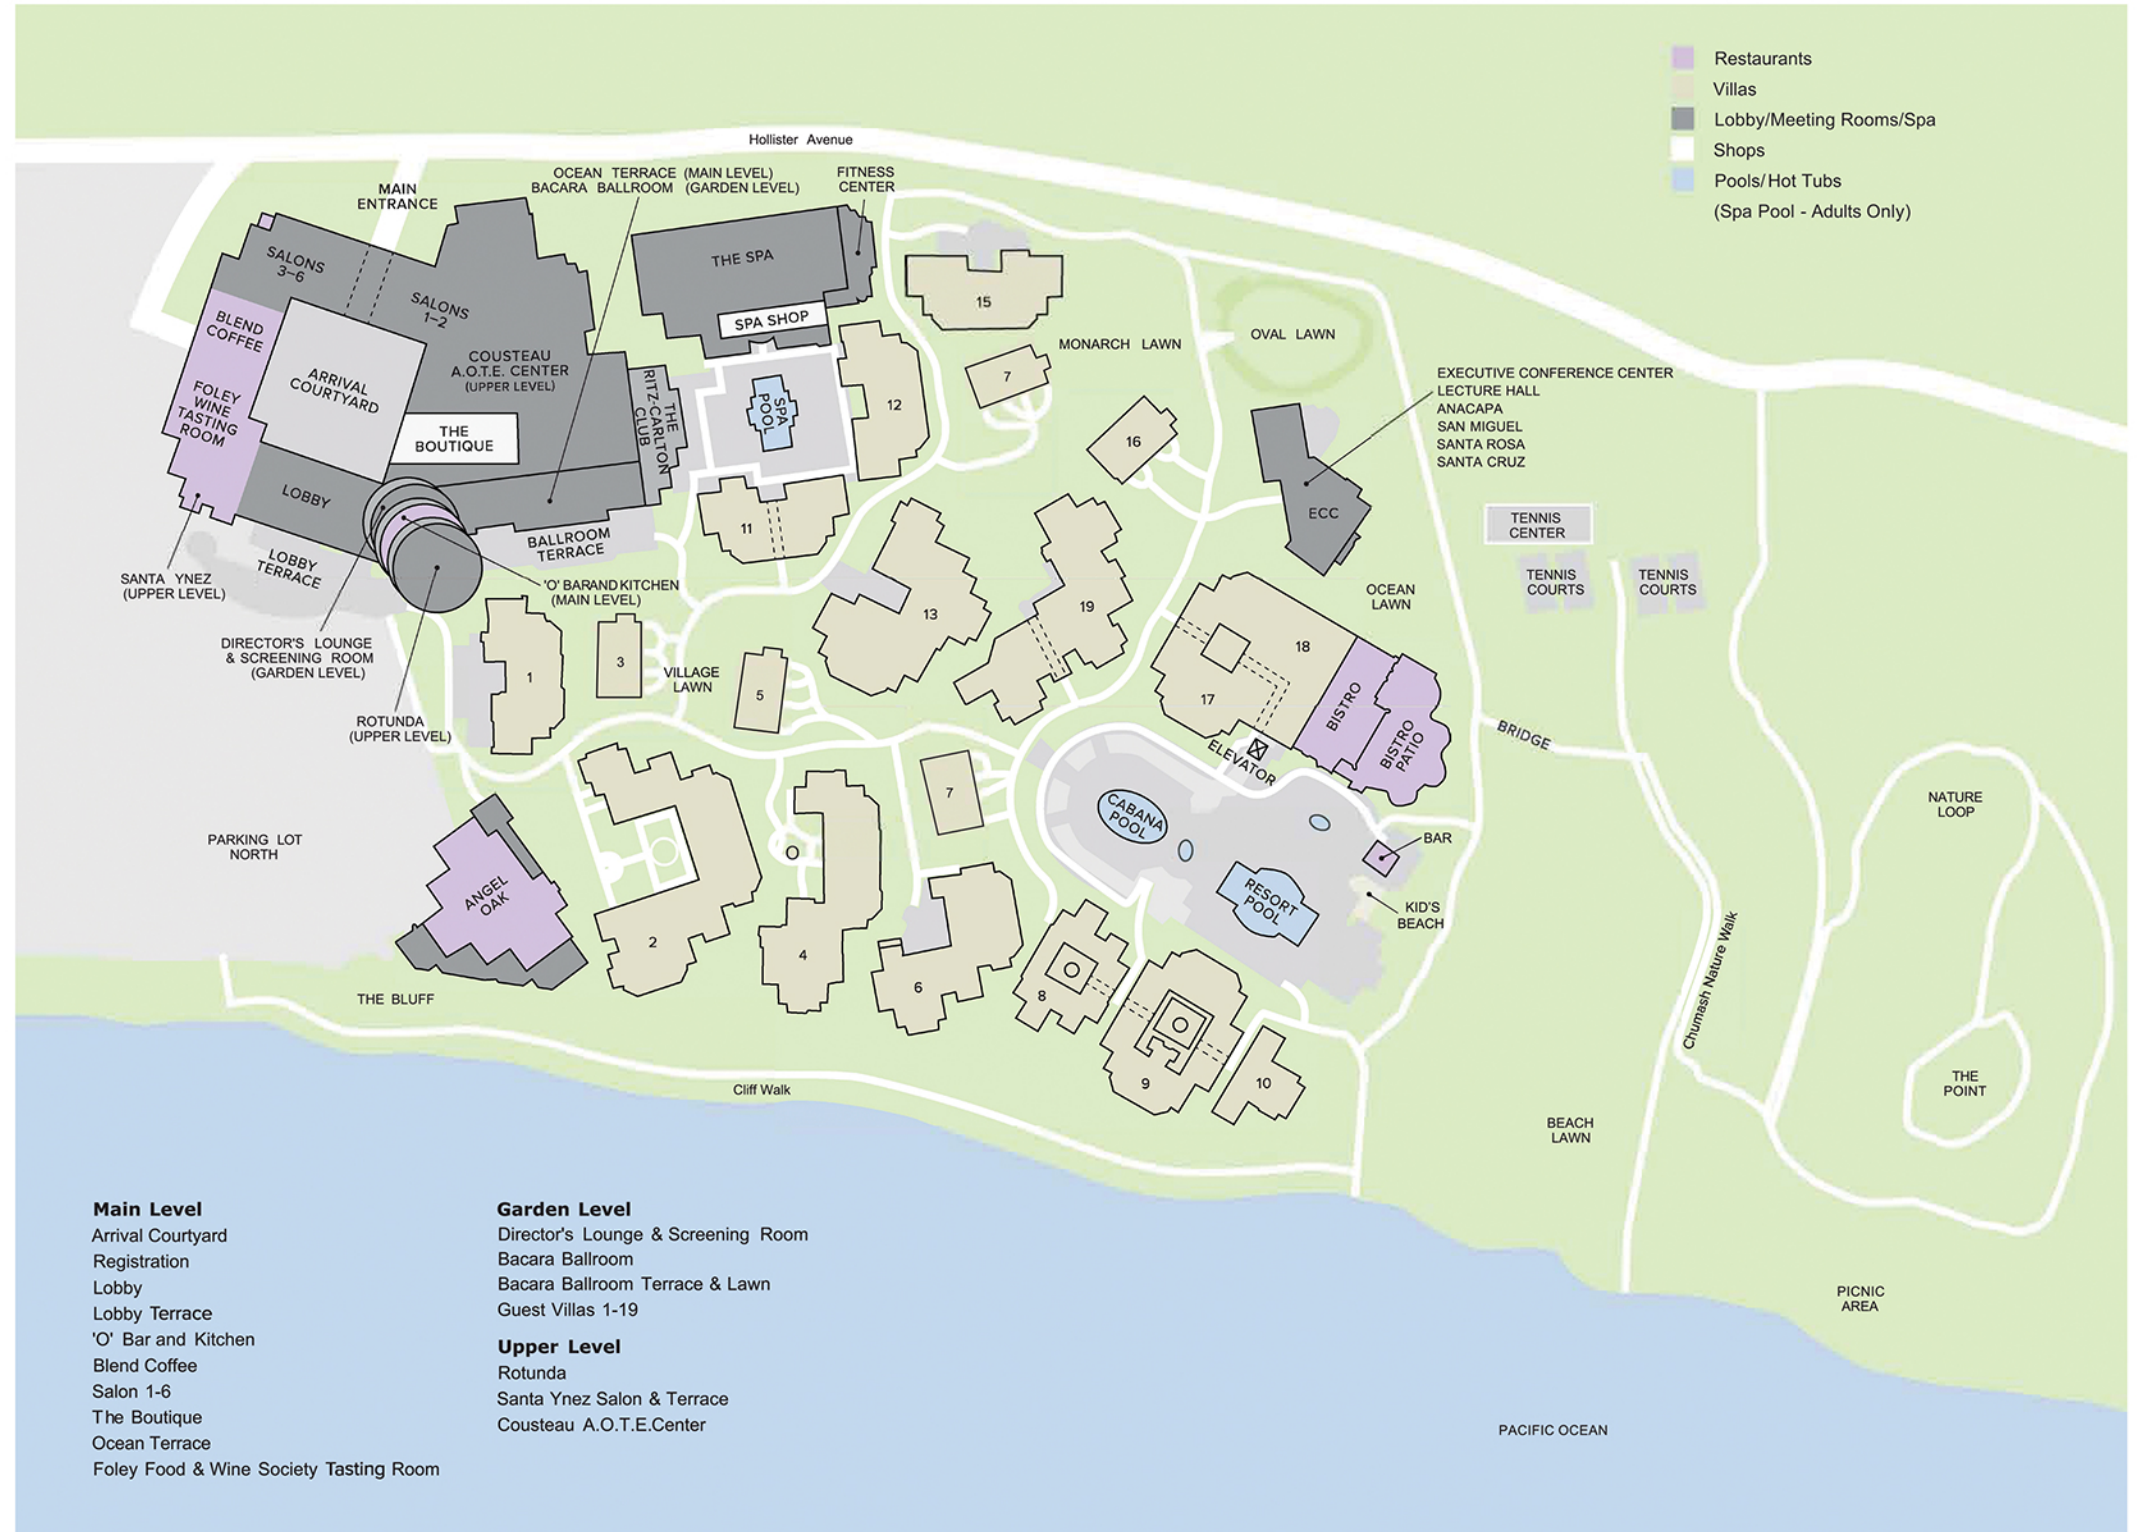 Restaurants
Villas
Lobby/Meeting Rooms/Spa
Shops
Pools/Hot Tubs
(Spa Pool - Adults Only)
Hollister Avenue
MAIN
ENTRANCE
OCEAN TERRACE (MAIN LEVEL)
BACARA BALLROOM (GARDEN LEVEL)
FITNESS
CENTER
SALONS
3-6
SALONS
1-2
THE SPA
SPA SHOP
15
BLEND
COFFEE
ARRIVAL
COURTYARD
COUSTEAU
A.O.T.E. CENTER
(UPPER LEVEL)
FOLEY
WINE
TASTING
ROOM
THE
BOUTIQUE
THE
RITZ-CARLTON
CLUB
SPA
POOL
12
7
MONARCH LAWN
OVAL LAWN
16
EXECUTIVE CONFERENCE CENTER
LECTURE HALL
ANACAPA
SAN MIGUEL
SANTA ROSA
SANTA CRUZ
ECC
TENNIS
CENTER
TENNIS
COURTS
TENNIS
COURTS
OCEAN
LAWN
LOBBY
LOBBY
TERRACE
BALLROOM
TERRACE
11
SANTA YNEZ
(UPPER LEVEL)
'O' BARAND KITCHEN
(MAIN LEVEL)
DIRECTOR'S LOUNGE
& SCREENING ROOM
(GARDEN LEVEL)
ROTUNDA
(UPPER LEVEL)
1
3
VILLAGE
LAWN
5
13
19
18
17
BISTRO
BISTRO
PATIO
ELEVATOR
BRIDGE
CABANA
POOL
RESORT
POOL
BAR
KID'S
BEACH
NATURE
LOOP
PARKING LOT
NORTH
ANGEL
OAK
2
O
4
7
6
8
9
10
THE BLUFF
Cliff Walk
Chumash Nature Walk
THE
POINT
BEACH
LAWN
PICNIC
AREA
PACIFIC OCEAN
Main Level
Arrival Courtyard
Registration
Lobby
Lobby Terrace
'O' Bar and Kitchen
Blend Coffee
Salon 1-6
The Boutique
Ocean Terrace
Foley Food & Wine Society Tasting Room
Garden Level
Director's Lounge & Screening Room
Bacara Ballroom
Bacara Ballroom Terrace & Lawn
Guest Villas 1-19
Upper Level
Rotunda
Santa Ynez Salon & Terrace
Cousteau A.O.T.E.Center